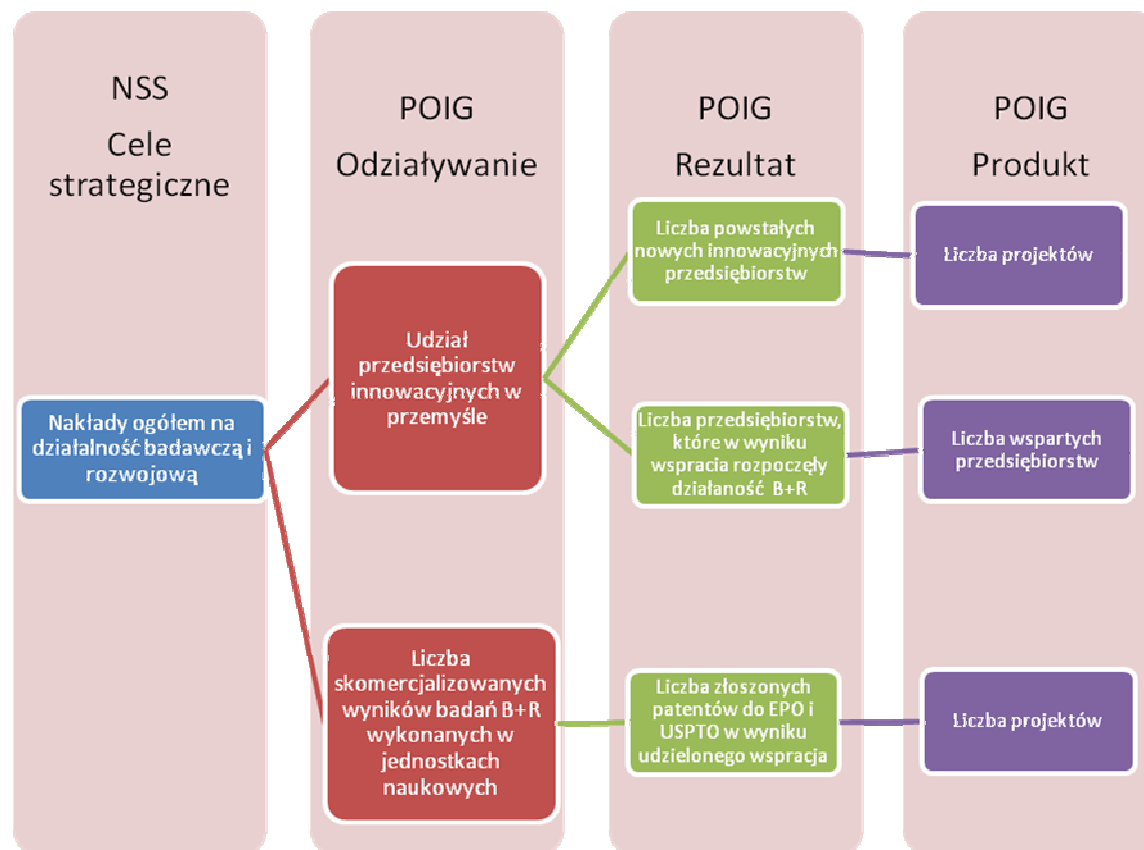 NSS
Cele
strategiczne
POIG
Odziaływanie
POIG
Rezultat
POIG
Produkt
Nakłady ogółem na
działalność badawczą i
rozwojową
Udział
przedsiębiorstw
innowacyjnych w
przemyśle
Liczba
skomercjalizowanych
wyników badań B+R
wykonanych w
jednostkach
naukowych
Liczba powstałych
nowych innowacyjnych
przedsiębiorstw
Liczba przedsiębiorstw,
które w wyniku
wspracia rozpoczęły
działaność B+R
Liczba złoszonych
patentów do EPO i
USPTO w wyniku
udzielonego wspracja
Liczba projektów
Liczba wspartych
przedsiębiorstw
Liczba projektów